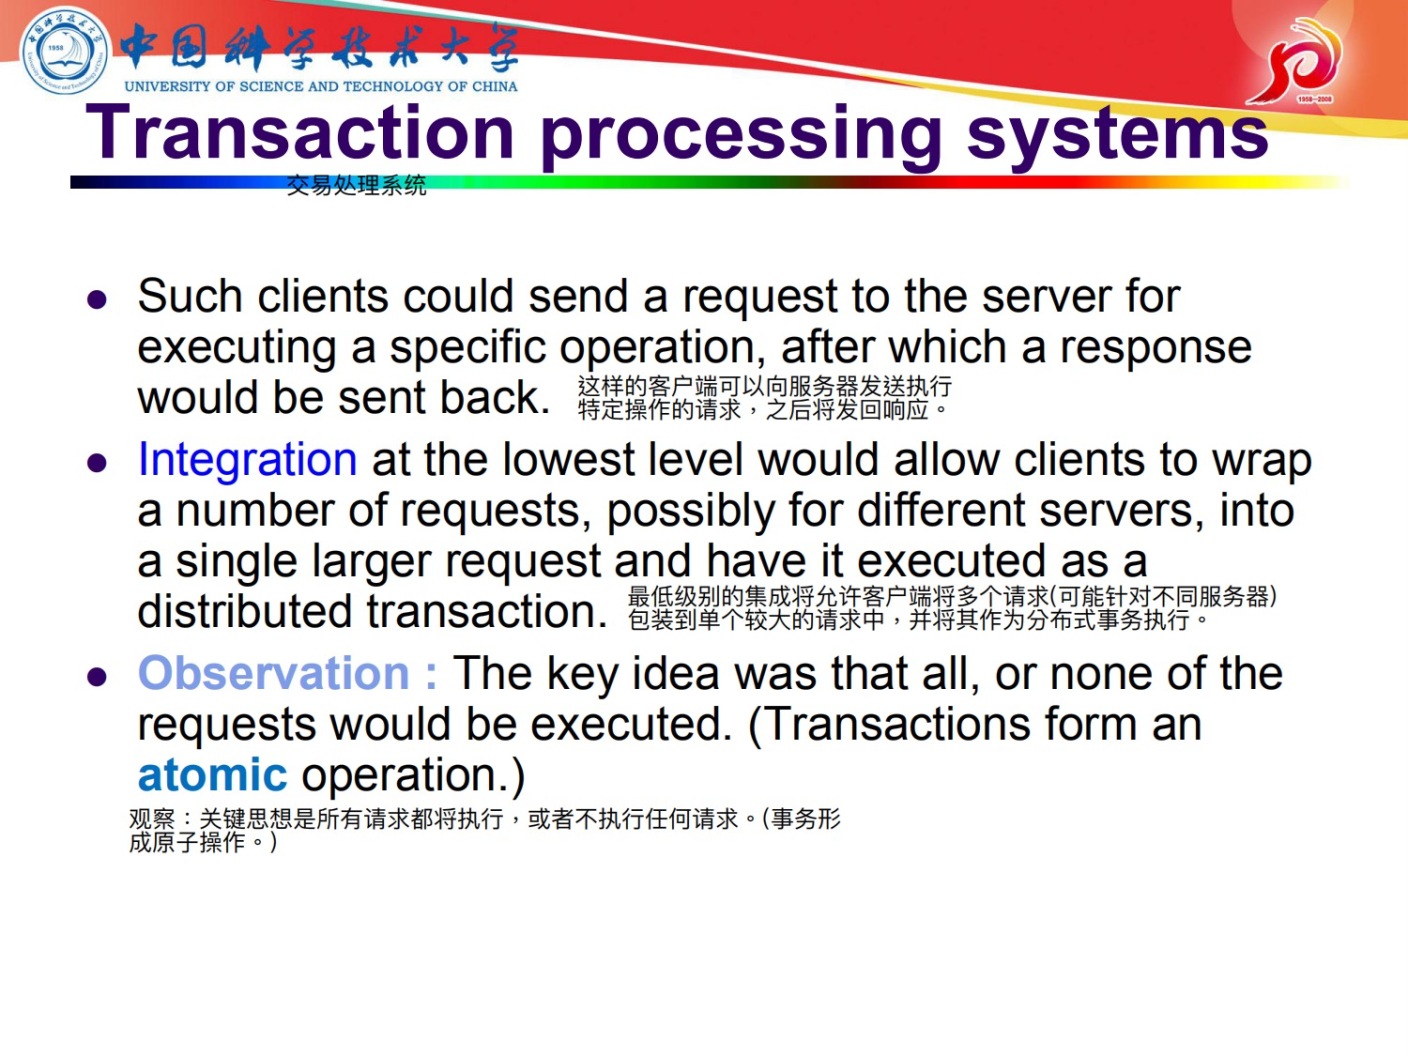 中国科学技术大学
UNIVERSITY OF SCIENCE AND TECHNOLOGY OF CHINA
1958
1958—2008
Transaction processing systems
交易处理系统
Such clients could send a request to the server for
executing a specific operation, after which a response
would be sent back.
这样的客户端可以向服务器发送执行
特定操作的请求，之后将发回响应。
Integration at the lowest level would allow clients to wrap
a number of requests, possibly for different servers, into
a single larger request and have it executed as a
distributed transaction.
最低级别的集成将允许客户端将多个请求(可能针对不同服务器)
包装到单个较大的请求中，并将其作为分布式事务执行。
Observation : The key idea was that all, or none of the
requests would be executed. (Transactions form an
atomic operation.)
观察：关键思想是所有请求都将执行，或者不执行任何请求。(事务形
成原子操作。)